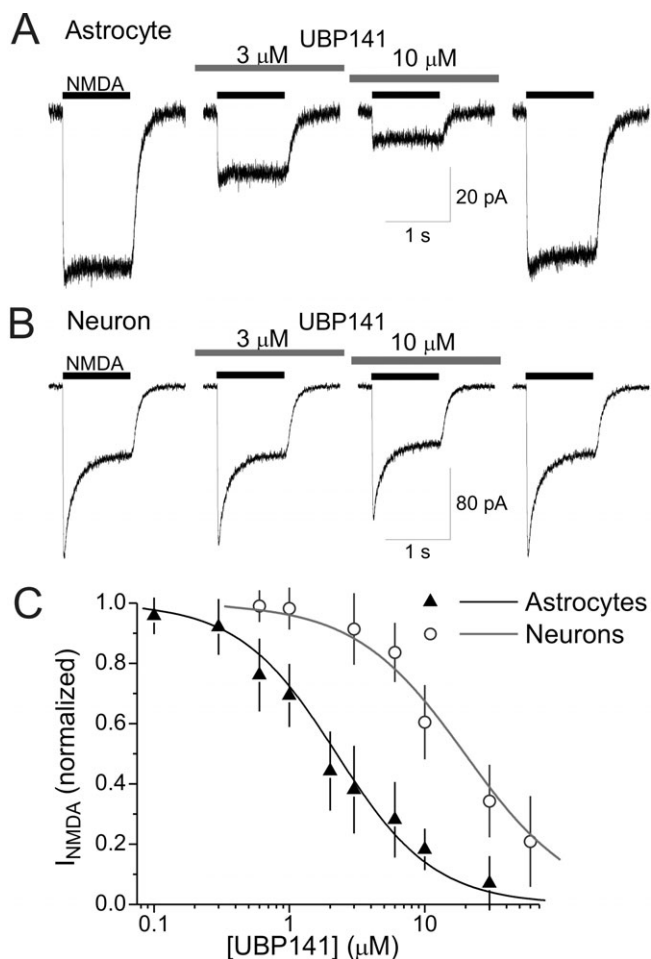 A Astrocyte UBP141
3 μM 10 μM
NMDA
20 pA
1 s
B Neuron UBP141
3 μM 10 μM
NMDA
80 pA
1 s
C
1.0
0.8
0.6
0.4
0.2
0.0
I_NMDA (normalized)
Astrocytes
Neurons
0.1 1 10
[UBP141] (μM)